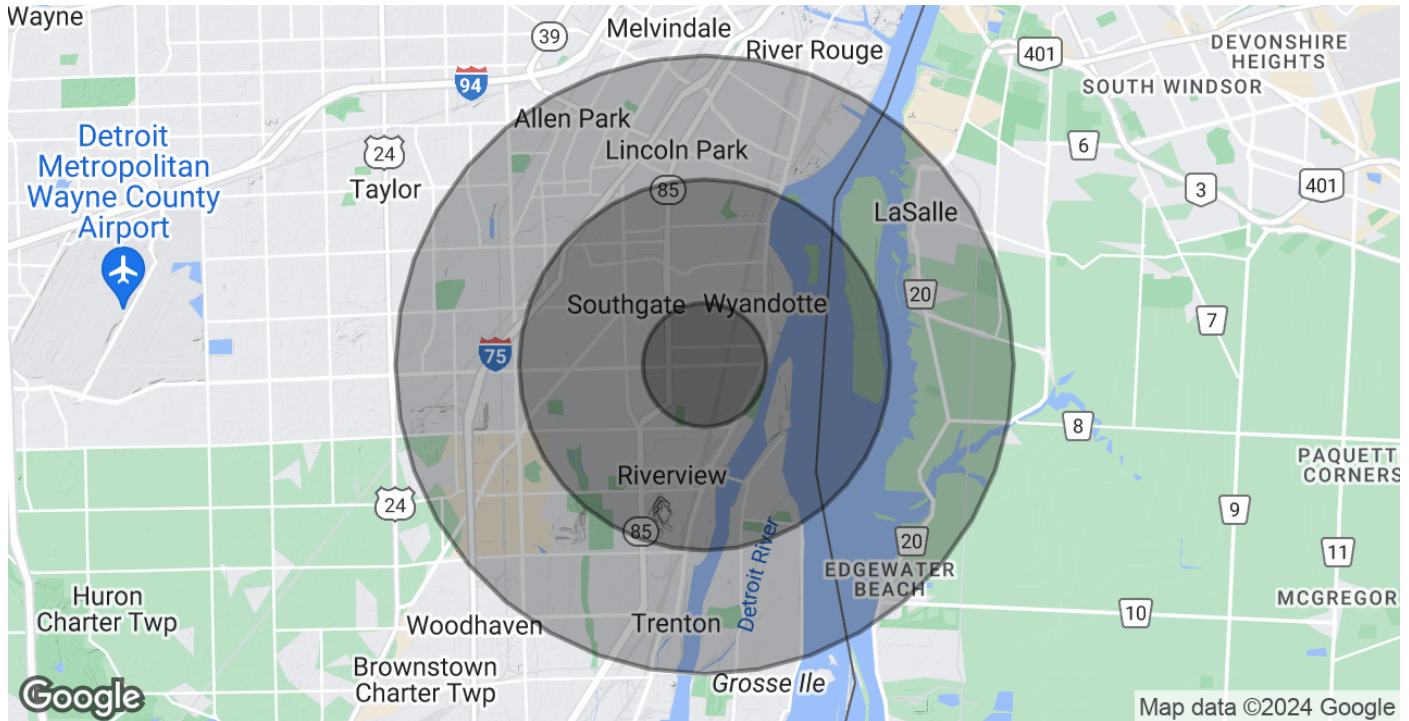 Wayne
Melvindale
39
River Rouge
401
DEVONSHIRE
HEIGHTS
94
SOUTH WINDSOR
Allen Park
Detroit
Metropolitan
Wayne County
Airport
24
Lincoln Park
6
Taylor
85
3
401
LaSalle
20
Southgate
Wyandotte
7
75
8
PAQUETT
CORNERS
Riverview
24
9
85
20
11
Detroit River
EDGEWATER
BEACH
Huron
Charter Twp
MCGREGOR
10
Woodhaven
Trenton
Brownstown
Charter Twp
Grosse Ile
Google
Map data ©2024 Google